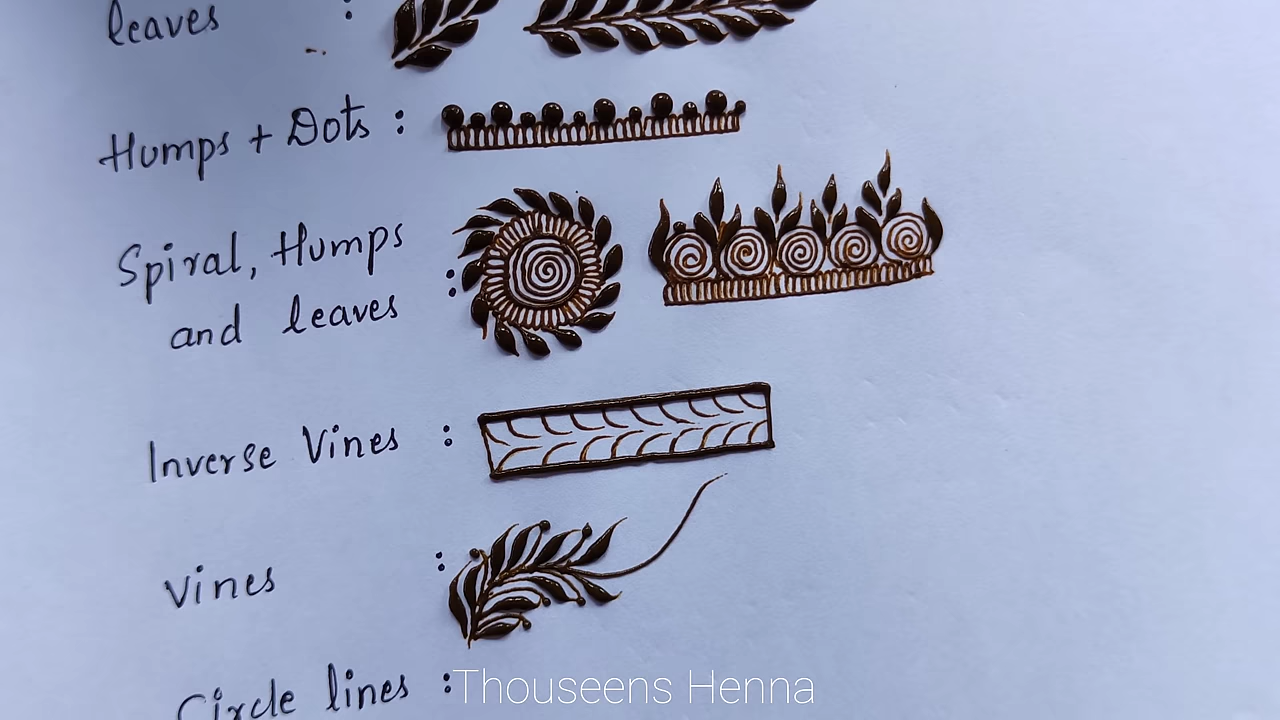 leaves :
Humps + Dots :
Spiral, Humps
and leaves :
Inverse Vines :
Vines :
Circle lines :
Thouseens Henna